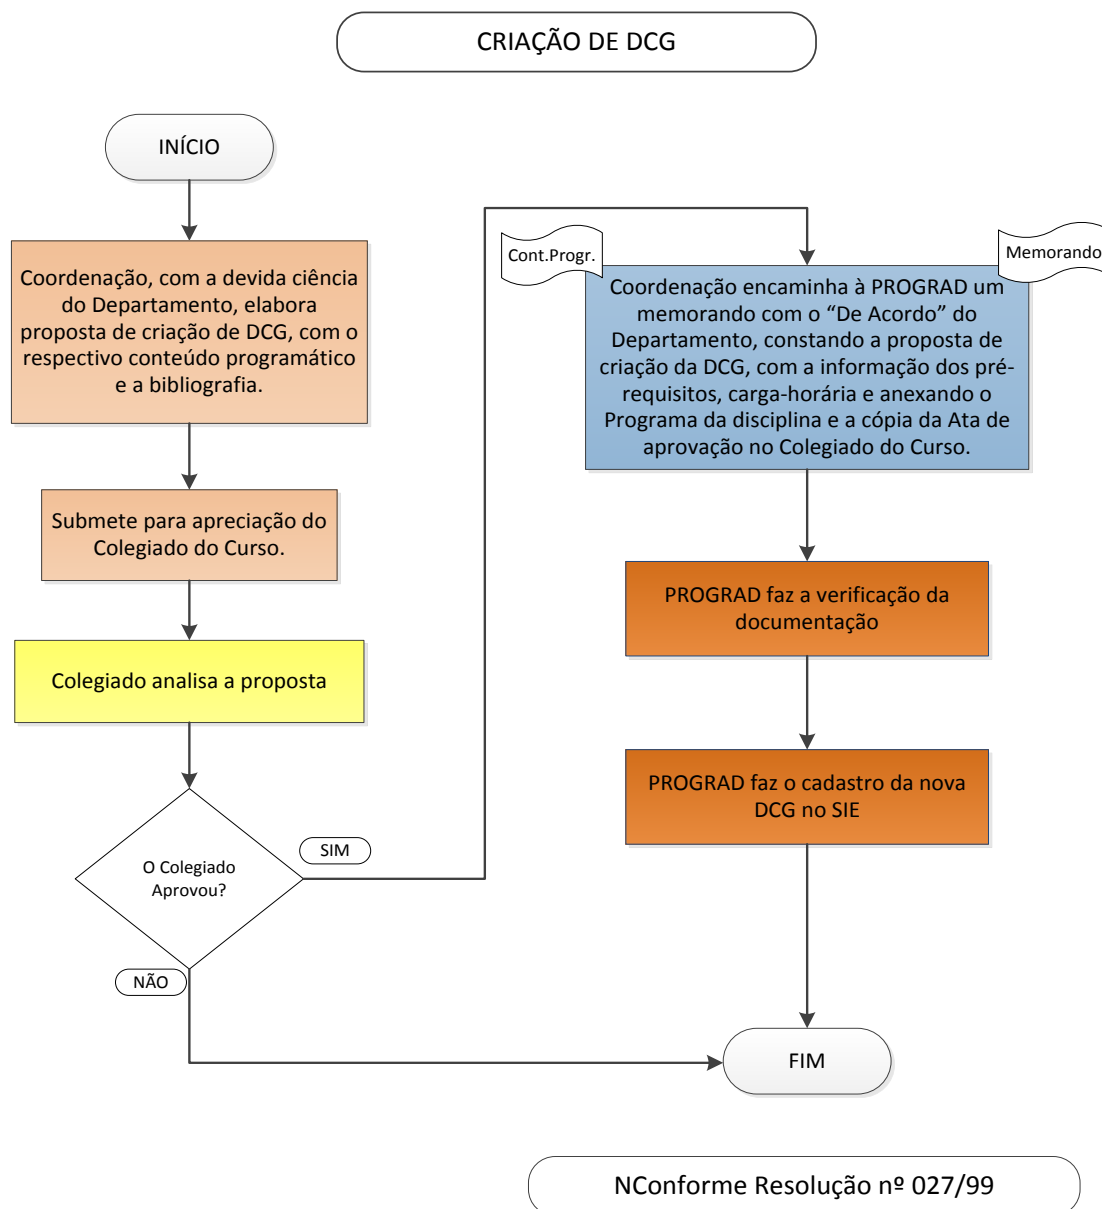 CRIAÇÃO DE DCG
INÍCIO
Coordenação, com a devida ciência
do Departamento, elabora
proposta de criação de DCG, com o
respectivo conteúdo programático
e a bibliografia.
Submete para apreciação do
Colegiado do Curso.
Colegiado analisa a proposta
O Colegiado
Aprovou?
SIM
NÃO
Cont.Progr.
Memorando
Coordenação encaminha à PROGRAD um
memorando com o “De Acordo” do
Departamento, constando a proposta de
criação da DCG, com a informação dos pré-
requisitos, carga-horária e anexando o
Programa da disciplina e a cópia da Ata de
aprovação no Colegiado do Curso.
PROGRAD faz a verificação da
documentação
PROGRAD faz o cadastro da nova
DCG no SIE
FIM
NConforme Resolução nº 027/99